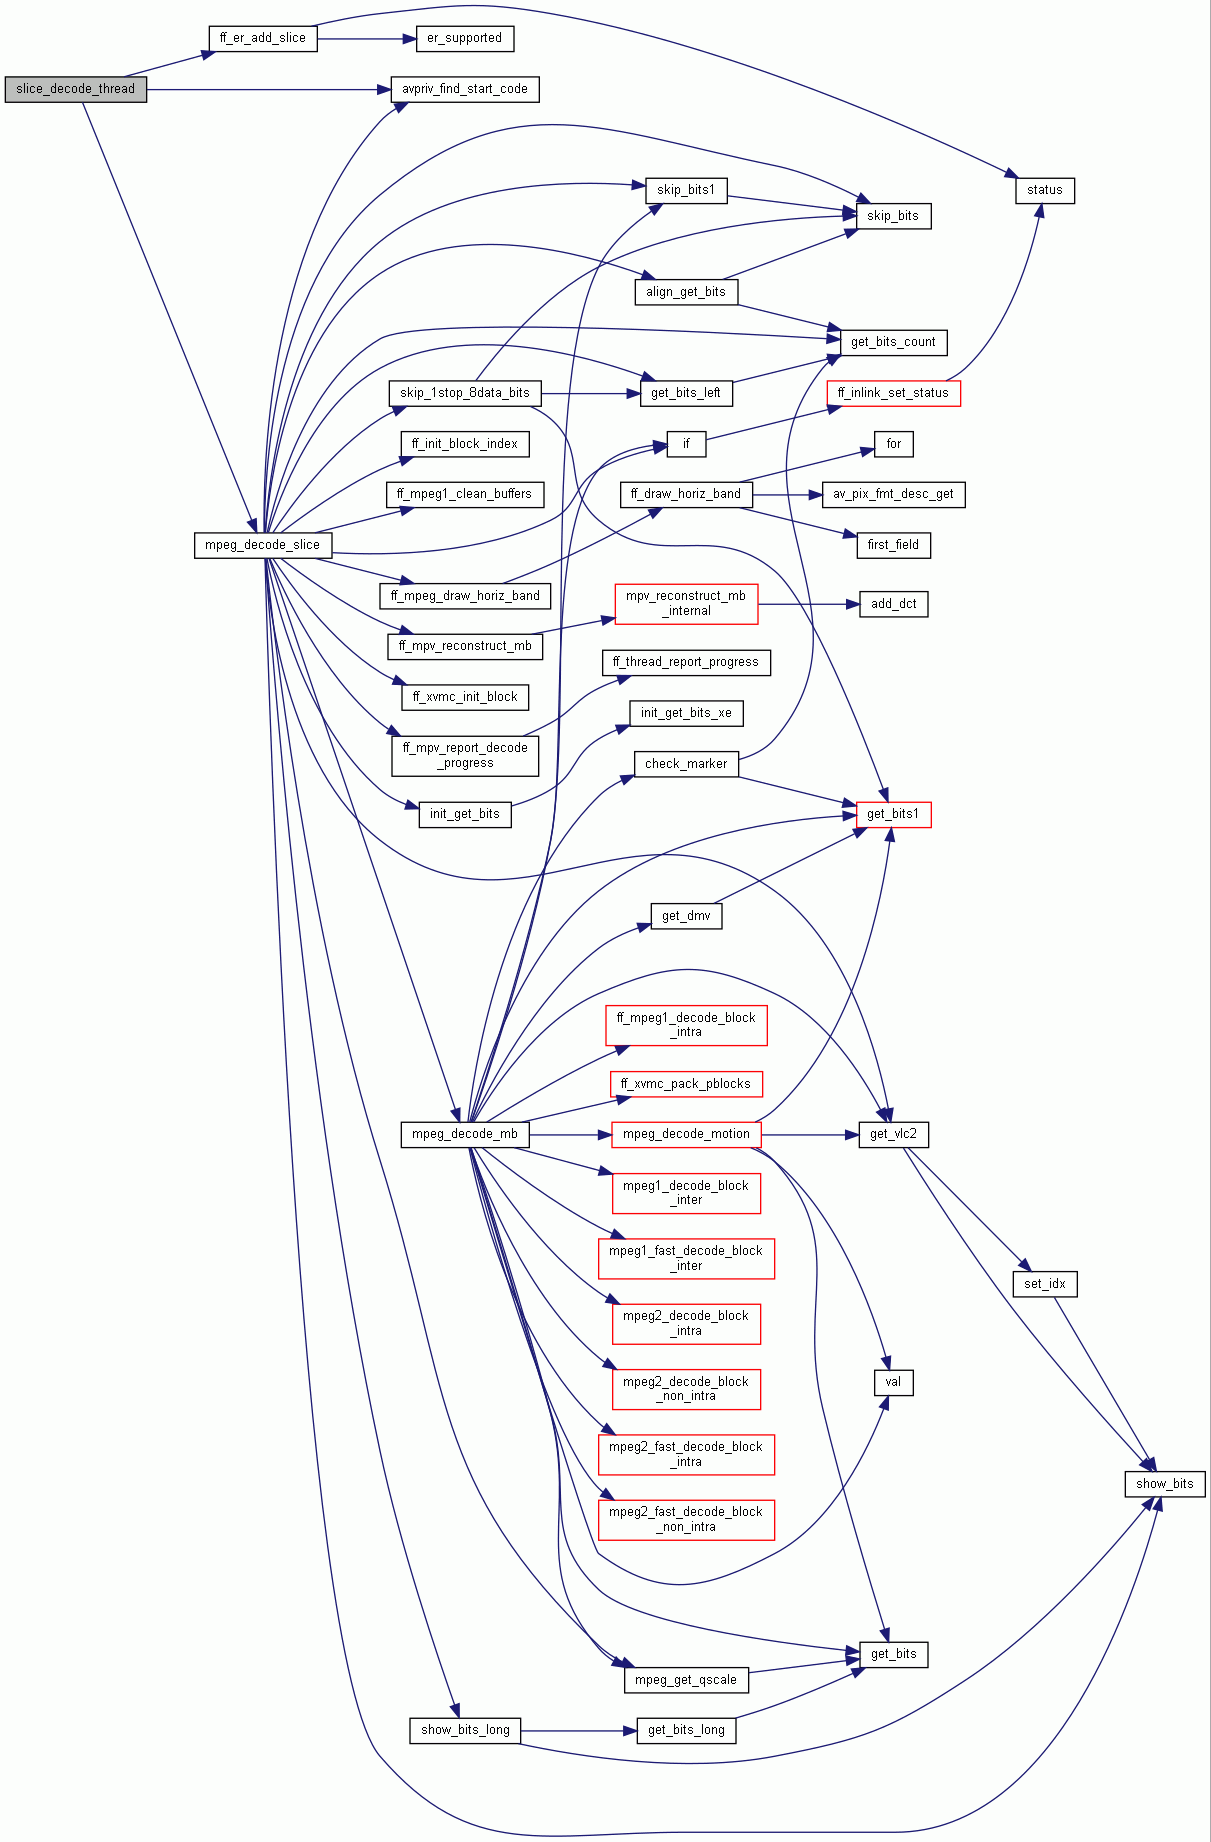 ff_er_add_slice
er_supported
slice_decode_thread
avpriv_find_start_code
status
skip_bits1
skip_bits
align_get_bits
get_bits_count
skip_1stop_8data_bits
get_bits_left
ff_inlink_set_status
ff_init_block_index
if
for
ff_mpeg1_clean_buffers
ff_draw_horiz_band
av_pix_fmt_desc_get
mpeg_decode_slice
first_field
ff_mpeg_draw_horiz_band
mpv_reconstruct_mb
_internal
add_dct
ff_mpv_reconstruct_mb
ff_thread_report_progress
ff_xvmc_init_block
init_get_bits_xe
ff_mpv_report_decode
_progress
check_marker
init_get_bits
get_bits1
get_dmv
ff_mpeg1_decode_block
_intra
ff_xvmc_pack_pblocks
mpeg_decode_mb
mpeg_decode_motion
get_vlc2
mpeg1_decode_block
_inter
mpeg1_fast_decode_block
_inter
set_idx
mpeg2_decode_block
_intra
mpeg2_decode_block
_non_intra
val
mpeg2_fast_decode_block
_intra
show_bits
mpeg2_fast_decode_block
_non_intra
get_bits
mpeg_get_qscale
show_bits_long
get_bits_long